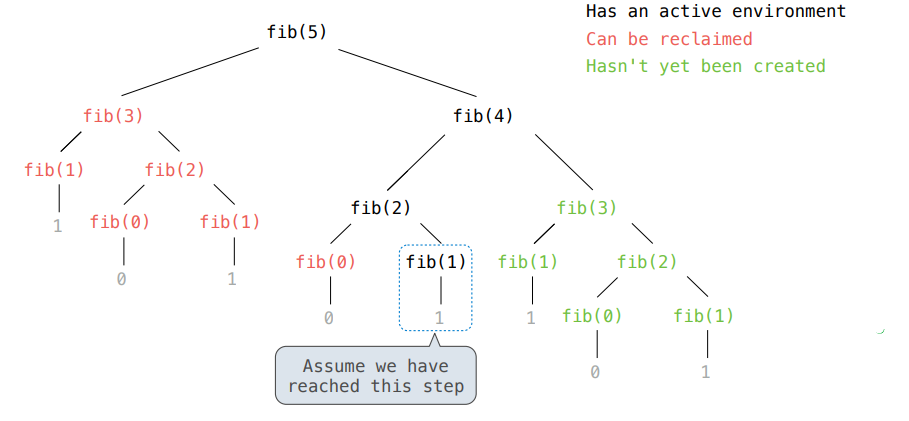 Has an active environment
Can be reclaimed
Hasn't yet been created
fib(5)
fib(3)
fib(4)
fib(1)
fib(2)
fib(2)
fib(3)
1
fib(0)
fib(1)
fib(0)
fib(1)
fib(1)
fib(2)
0
1
0
1
1
fib(0)
fib(1)
0
1
Assume we have
reached this step